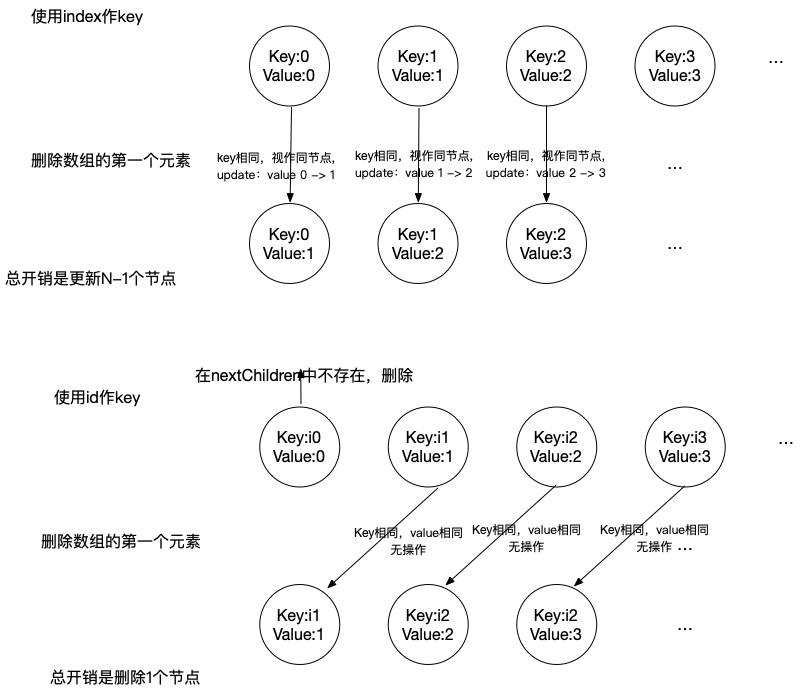 使用index作key
Key:0
Value:0
Key:1
Value:1
Key:2
Value:2
Key:3
Value:3
...
删除数组的第一个元素
key相同，视作同节点，
update：value 0 -> 1
key相同，视作同节点，
update：value 1 -> 2
key相同，视作同节点，
update：value 2 -> 3
...
Key:0
Value:1
Key:1
Value:2
Key:2
Value:3
...
总开销是更新N-1个节点
在nextChildren中不存在，删除
使用id作key
Key:i0
Value:0
Key:i1
Value:1
Key:i2
Value:2
Key:i3
Value:3
...
删除数组的第一个元素
Key相同，value相同
无操作
Key相同，value相同
无操作
Key相同，value相同
无操作
...
Key:i1
Value:1
Key:i2
Value:2
Key:i2
Value:3
...
总开销是删除1个节点